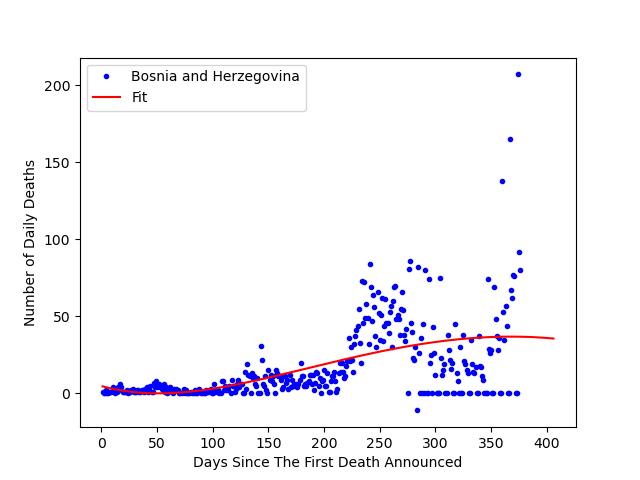 Bosnia and Herzegovina
Fit
200
150
100
50
0
Number of Daily Deaths
0 50 100 150 200 250 300 350 400
Days Since The First Death Announced